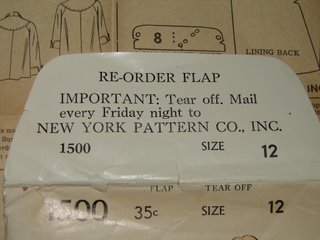 8
LINING BACK
RE-ORDER FLAP
IMPORTANT: Tear off. Mail
every Friday night to
NEW YORK PATTERN CO., INC.
1500 SIZE 12
FLAP TEAR OFF
1500 35c SIZE 12